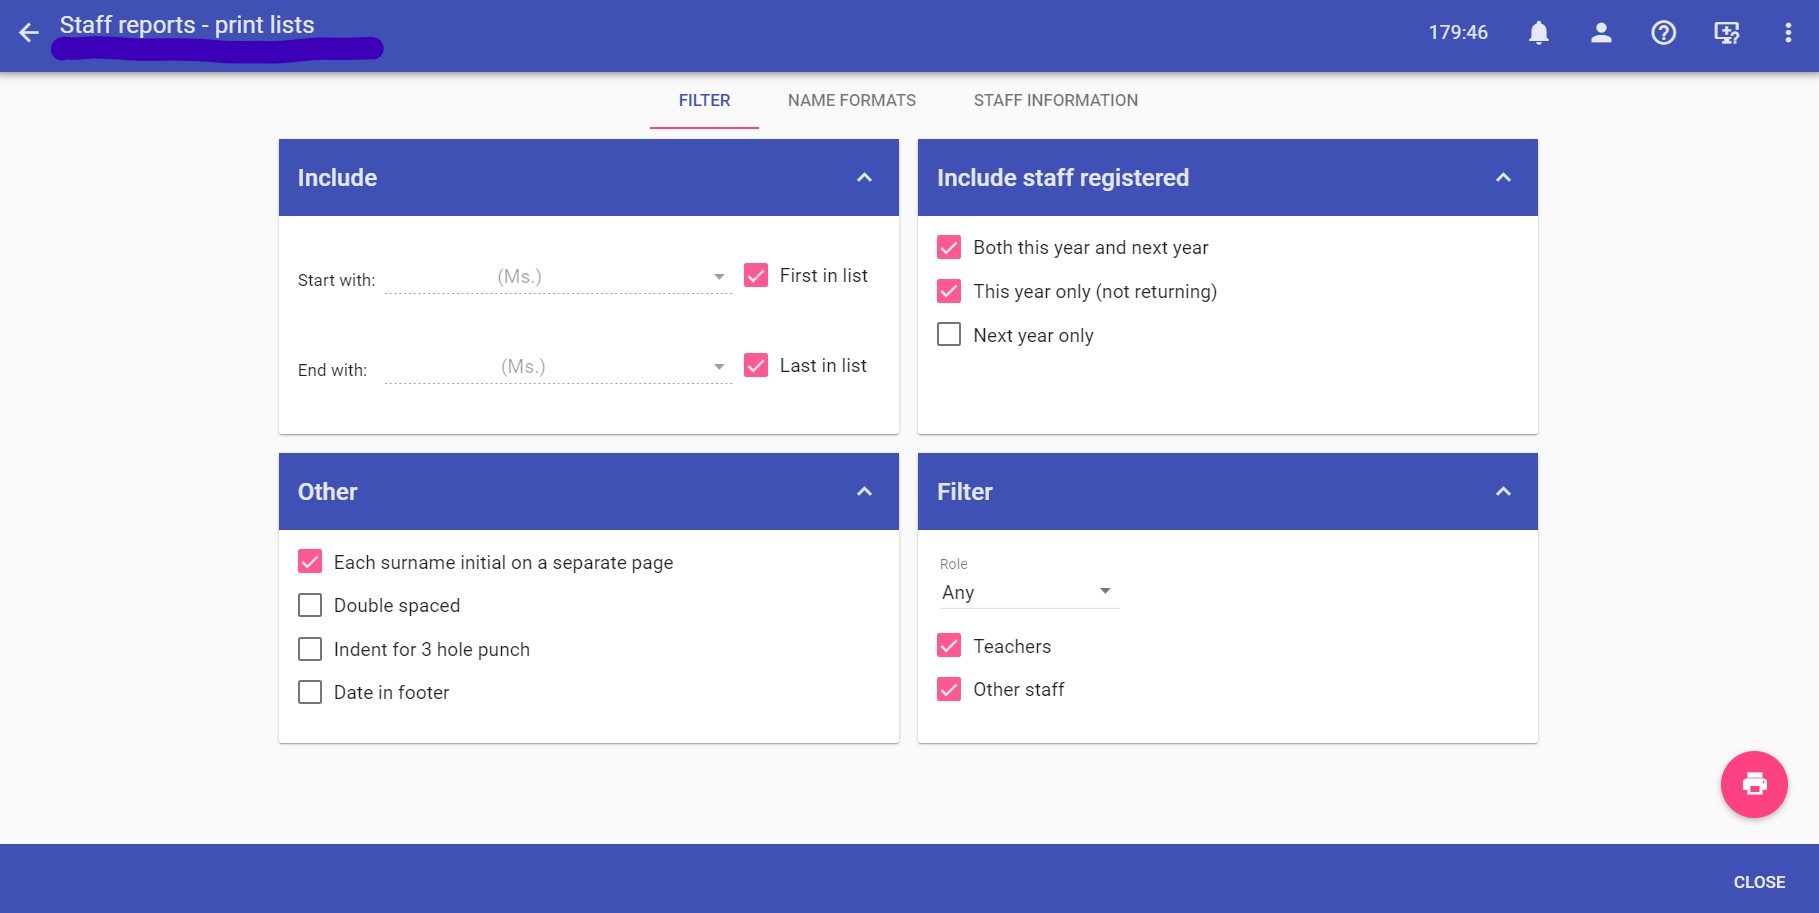 Staff reports - print lists
179:46
FILTER
NAME FORMATS
STAFF INFORMATION
Include
Start with:
(Ms.)
First in list
End with:
(Ms.)
Last in list
Include staff registered
Both this year and next year
This year only (not returning)
Next year only
Other
Each surname initial on a separate page
Double spaced
Indent for 3 hole punch
Date in footer
Filter
Role
Any
Teachers
Other staff
CLOSE